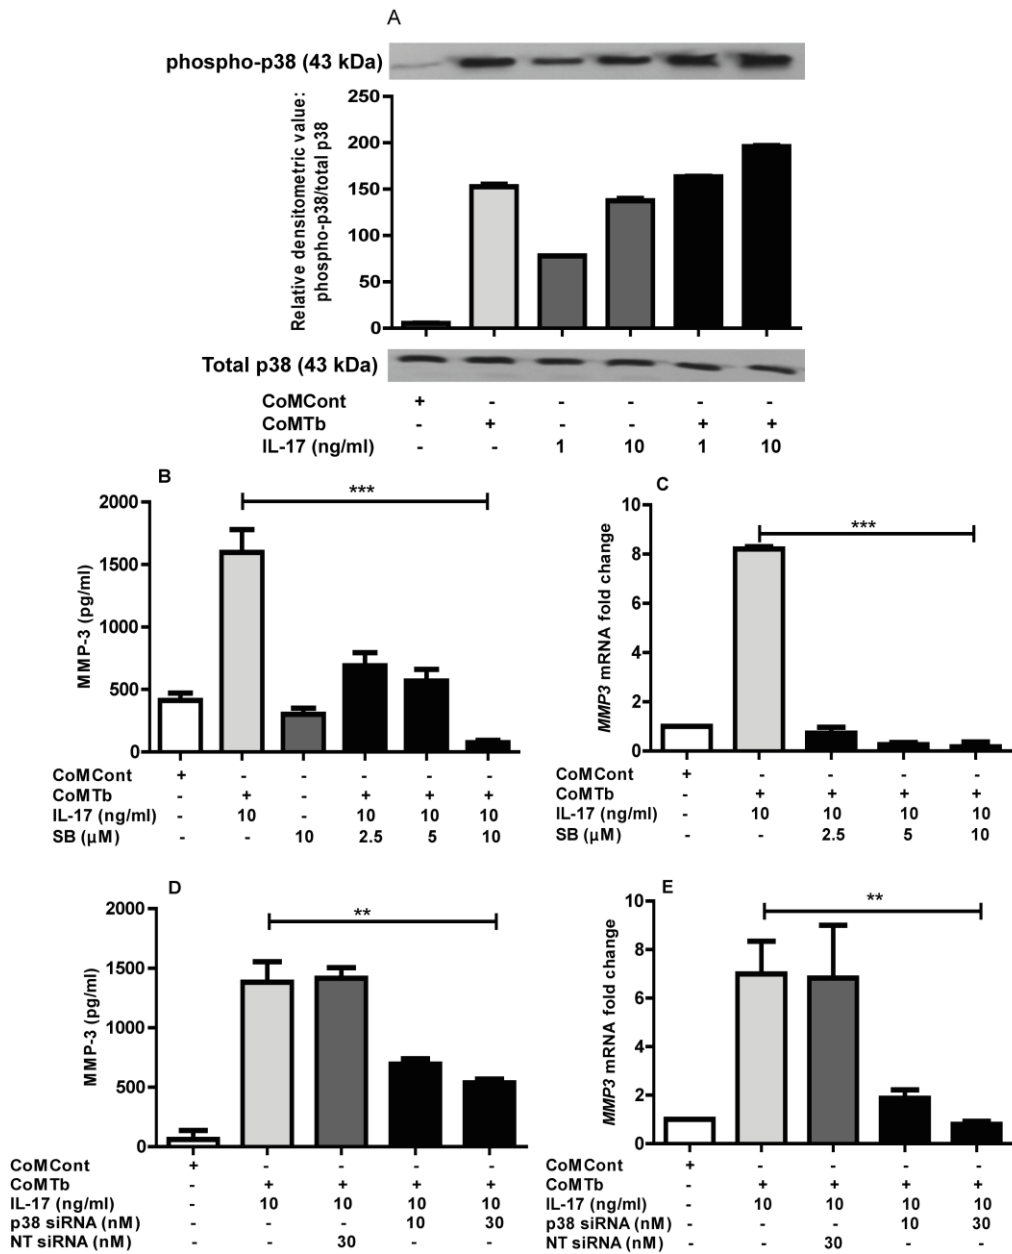 A
phospho-p38 (43 kDa)
Relative densitometric value:
phospho-p38/total p38
250
200
150
100
50
0
Total p38 (43 kDa)
CoMCont + - - - - -
CoMTb - + - - + +
IL-17 (ng/ml) - - 1 10 1 10
B
***
MMP-3 (pg/ml)
2000
1500
1000
500
0
CoMCont + - - - - -
CoMTb - + - + + +
IL-17 (ng/ml) - 10 - 10 10 10
SB (µM) - - 10 2.5 5 10
C
***
MMP3 mRNA fold change
10
8
6
4
2
0
CoMCont + - - - -
CoMTb - + + + +
IL-17 (ng/ml) - 10 10 10 10
SB (µM) - - 2.5 5 10
D
**
MMP-3 (pg/ml)
2000
1500
1000
500
0
CoMCont + - - - -
CoMTb - + + + +
IL-17 (ng/ml) - 10 10 10 10
p38 siRNA (nM) - - - 10 30
NT siRNA (nM) - - 30 - -
E
**
MMP3 mRNA fold change
10
8
6
4
2
0
CoMCont + - - - -
CoMTb - + + + +
IL-17 (ng/ml) - 10 10 10 10
p38 siRNA (nM) - - - 10 30
NT siRNA (nM) - - 30 - -